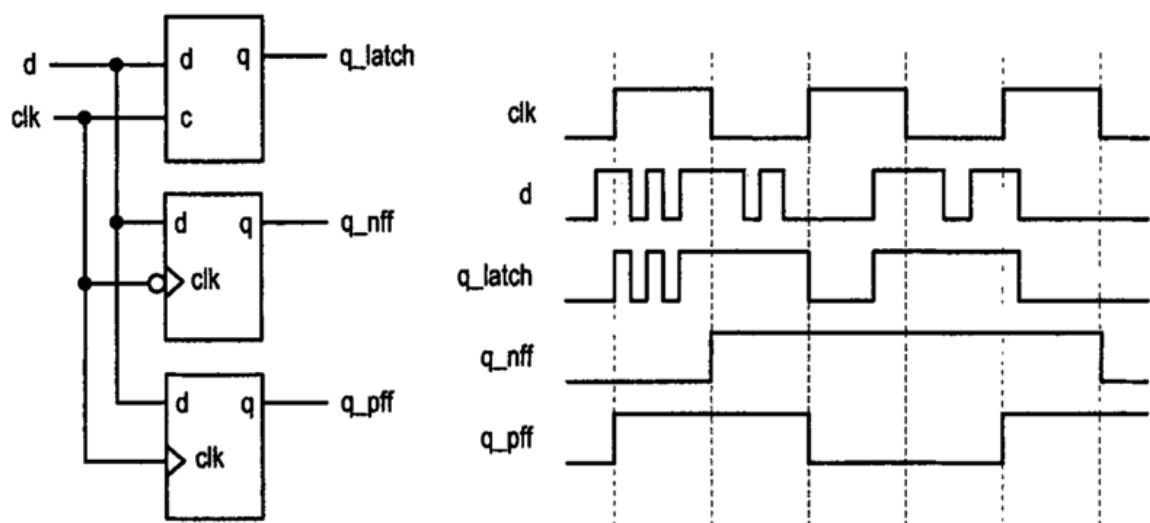 d
clk
d q
c
q_latch
d q
clk
q_nff
d q
clk
q_pff
clk
d
q_latch
q_nff
q_pff